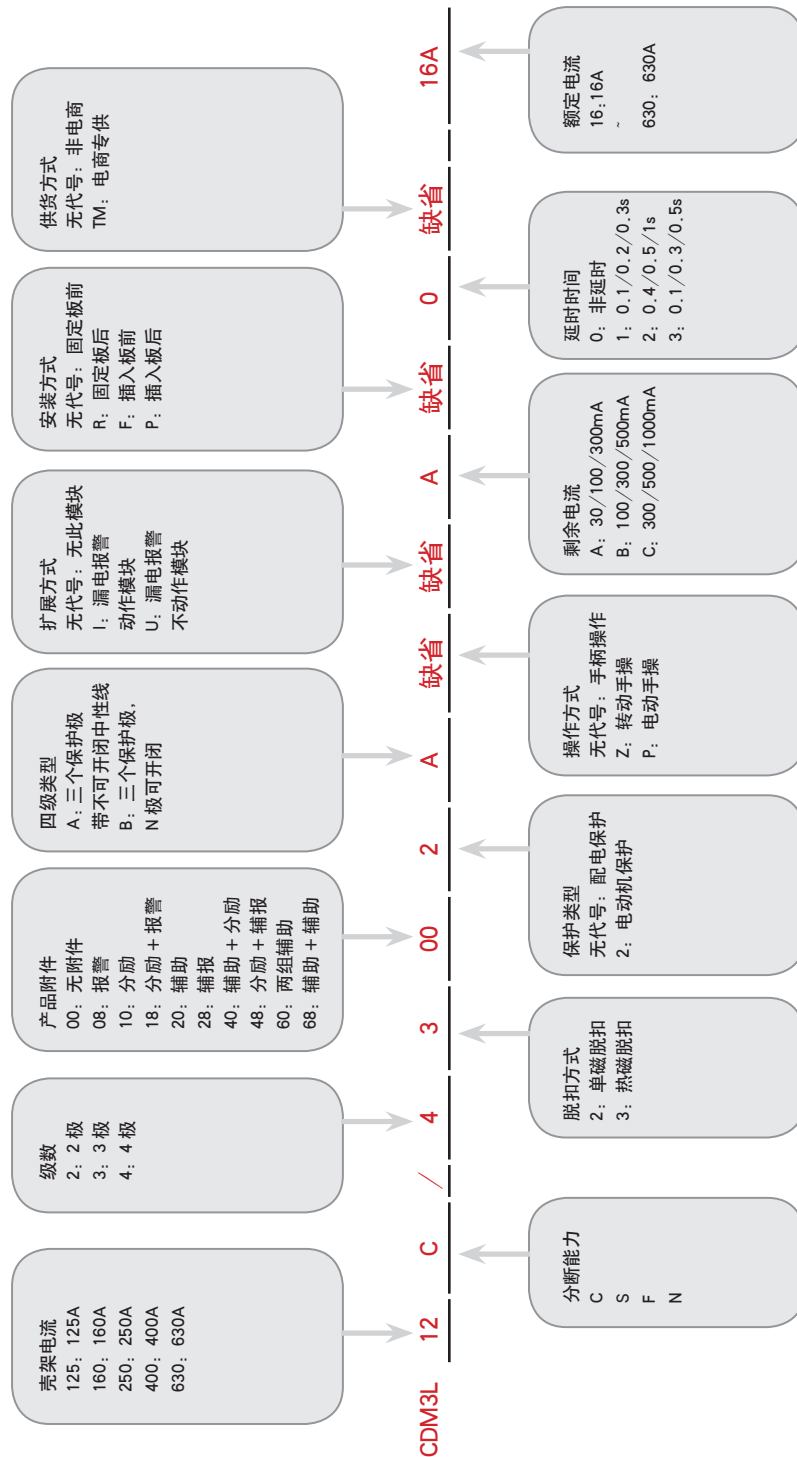 壳架电流
125: 125A
160: 160A
250: 250A
400: 400A
630: 630A
级数
2: 2 极
3: 3 极
4: 4 极
产品附件
00: 无附件
08: 报警
10: 分励
18: 分励 + 报警
20: 辅助
28: 辅报
40: 辅助 + 分励
48: 分励 + 辅报
60: 两组辅助
68: 辅助 + 辅助
四级类型
A: 三个保护极
带不可开闭中性线
B: 三个保护极,
N 极可开闭
扩展方式
无代号: 无此模块
I: 漏电报警
动作模块
U: 漏电报警
不动作模块
安装方式
无代号: 固定板前
R: 固定板后
F: 插入板前
P: 插入板后
供货方式
无代号: 非电商
TM: 电商专供
CDM3L 12 C / 4 3 00 2 A 缺省 缺省 A 缺省 0 缺省 16A
分断能力
C
S
F
N
脱扣方式
2: 单磁脱扣
3: 热磁脱扣
保护类型
无代号: 配电保护
2: 电动机保护
操作方式
无代号: 手柄操作
Z: 转动手操
P: 电动手操
剩余电流
A: 30/100/300mA
B: 100/300/500mA
C: 300/500/1000mA
延时时间
0: 非延时
1: 0.1/0.2/0.3s
2: 0.4/0.5/1s
3: 0.1/0.3/0.5s
额定电流
16:16A
~
630: 630A